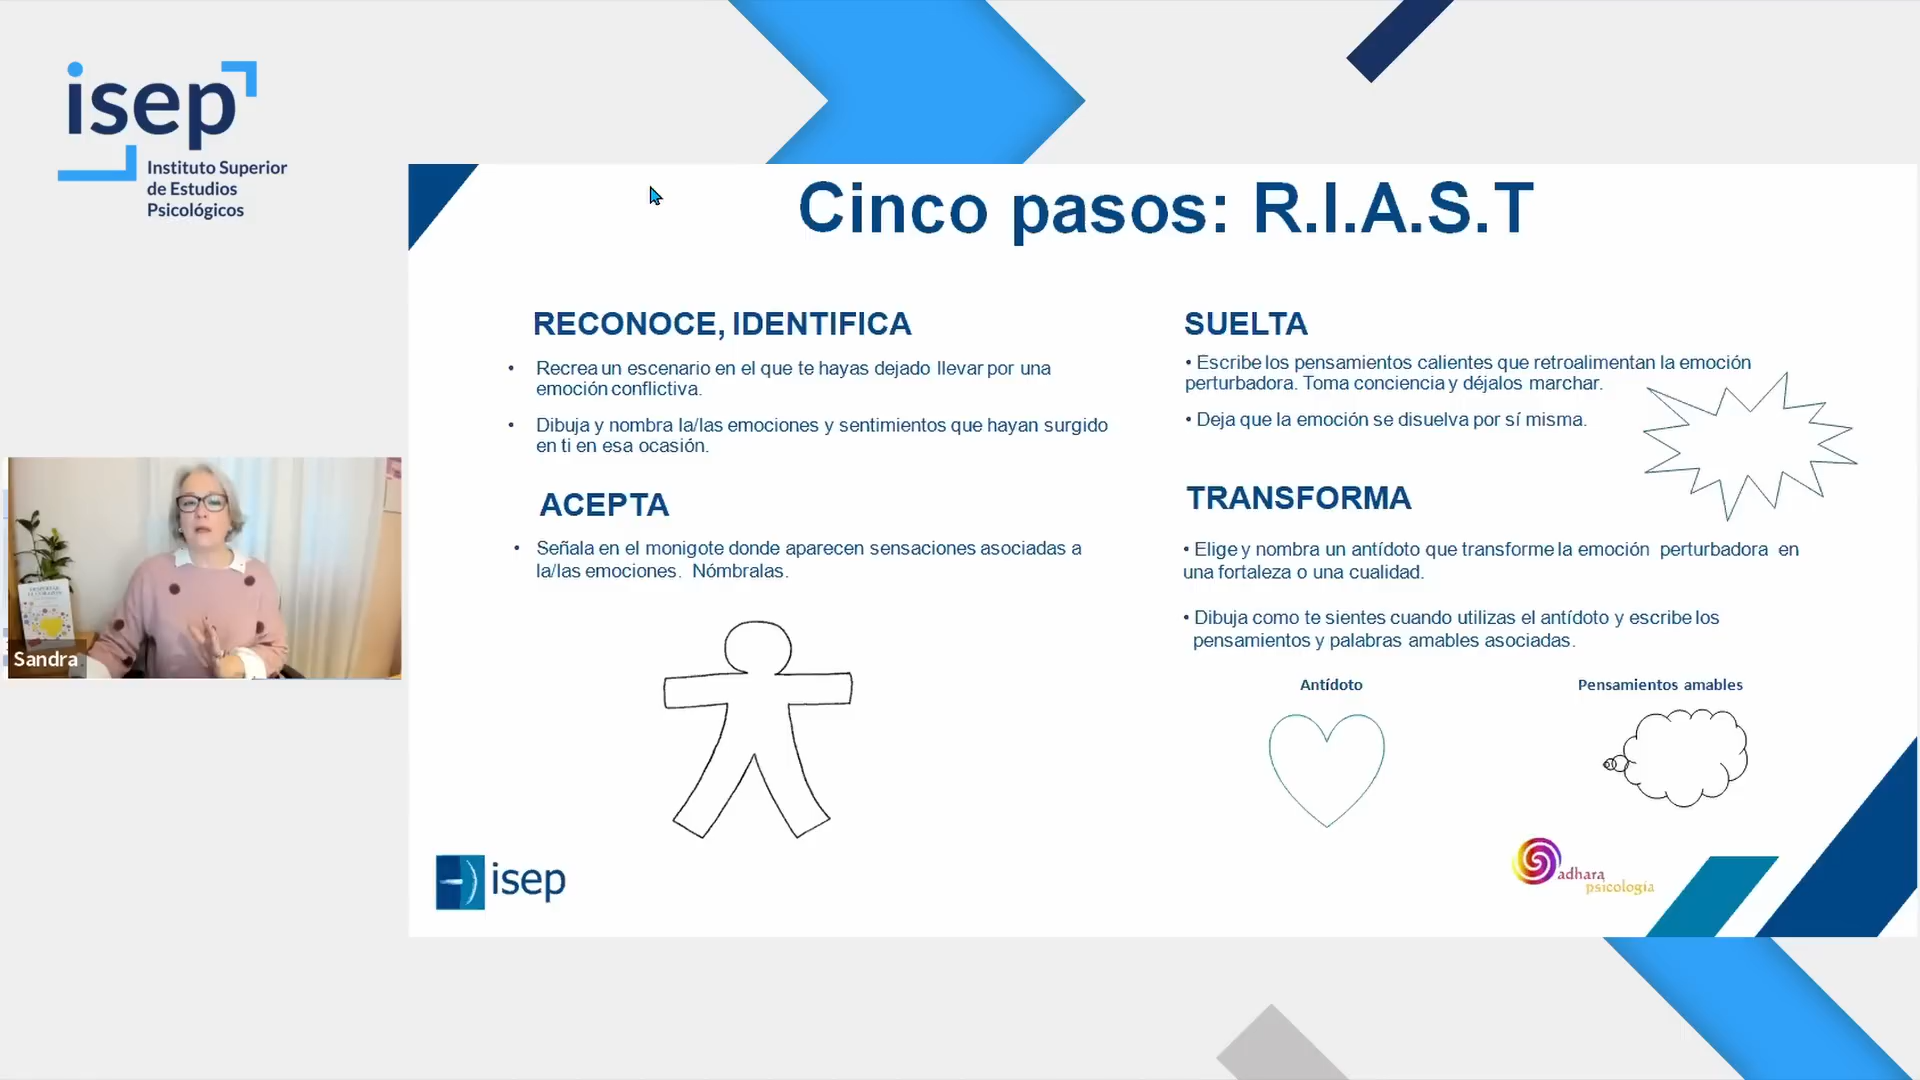 isep
Instituto Superior
de Estudios
Psicológicos
Cinco pasos: R.I.A.S.T
RECONOCE, IDENTIFICA
• Recrea un escenario en el que te hayas dejado llevar por una
emoción conflictiva.
• Dibuja y nombra la/las emociones y sentimientos que hayan surgido
en ti en esa ocasión.
ACEPTA
• Señala en el monigote donde aparecen sensaciones asociadas a
la/las emociones. Nómbralas.
SUELTA
• Escribe los pensamientos calientes que retroalimentan la emoción
perturbadora. Toma conciencia y déjalos marchar.
• Deja que la emoción se disuelva por sí misma.
TRANSFORMA
• Elige y nombra un antídoto que transforme la emoción perturbadora en
una fortaleza o una cualidad.
• Dibuja como te sientes cuando utilizas el antídoto y escribe los
pensamientos y palabras amables asociadas.
Antídoto
Pensamientos amables
Sandra
isep
adhara
psicología